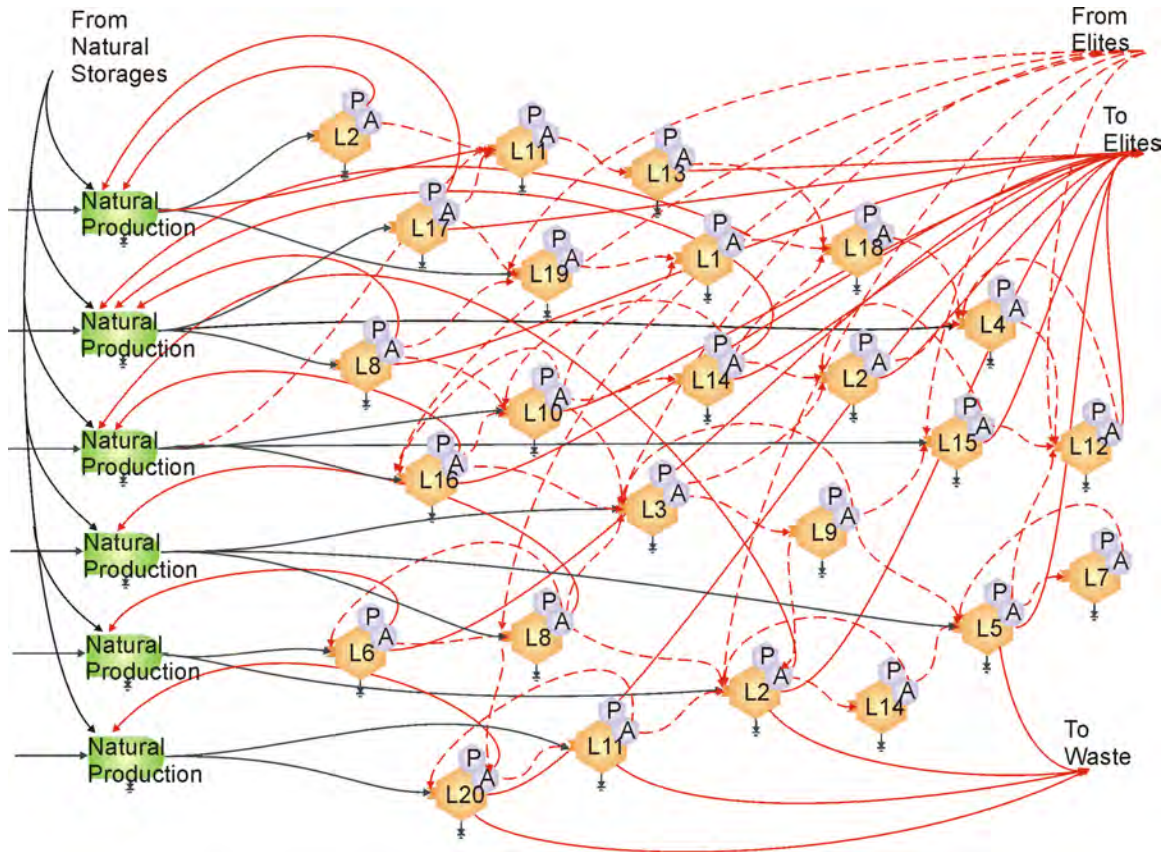 From
Natural
Storages
From
Elites
To
Elites
P
A
L2
P
A
L11
P
A
L13
Natural
Production
P
A
L17
P
A
L19
P
A
L1
P
A
L18
Natural
Production
P
A
L8
P
A
L4
P
A
L14
P
A
L2
P
A
L10
Natural
Production
P
A
L16
P
A
L15
P
A
L12
P
A
L3
P
A
L9
Natural
Production
P
A
L7
P
A
L5
P
A
L8
P
A
L6
Natural
Production
P
A
L2
P
A
L14
P
A
L11
Natural
Production
P
A
L20
To
Waste